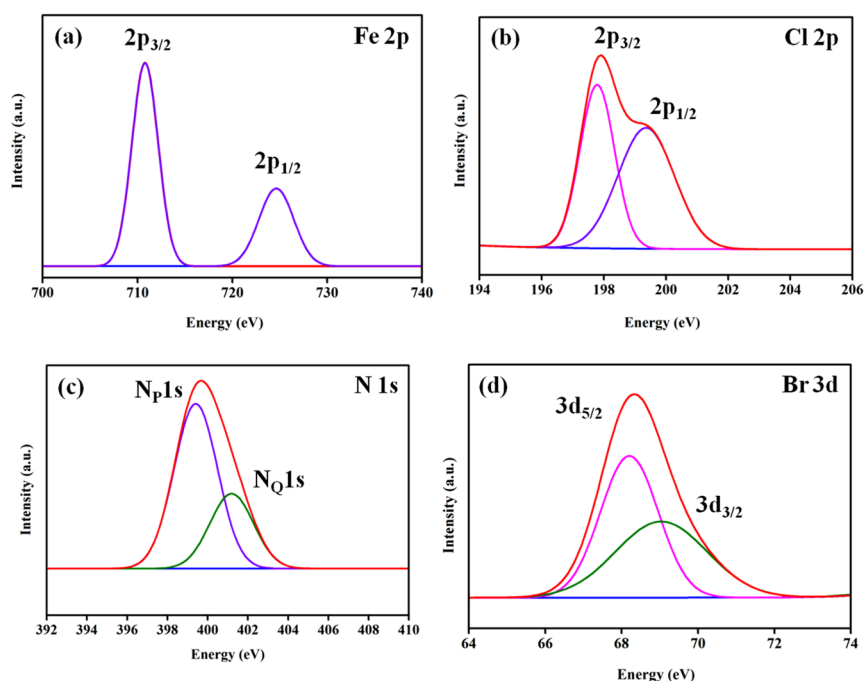 (a)
2p3/2
Fe 2p
2p1/2
Intensity (a.u.)
700 710 720 730 740
Energy (eV)
(b)
2p3/2
Cl 2p
2p1/2
Intensity (a.u.)
194 196 198 200 202 204 206
Energy (eV)
(c)
NP1s
N 1s
NQ1s
Intensity (a.u.)
392 394 396 398 400 402 404 406 408 410
Energy (eV)
(d)
Br 3d
3d5/2
3d3/2
Intensity (a.u.)
64 66 68 70 72 74
Energy (eV)